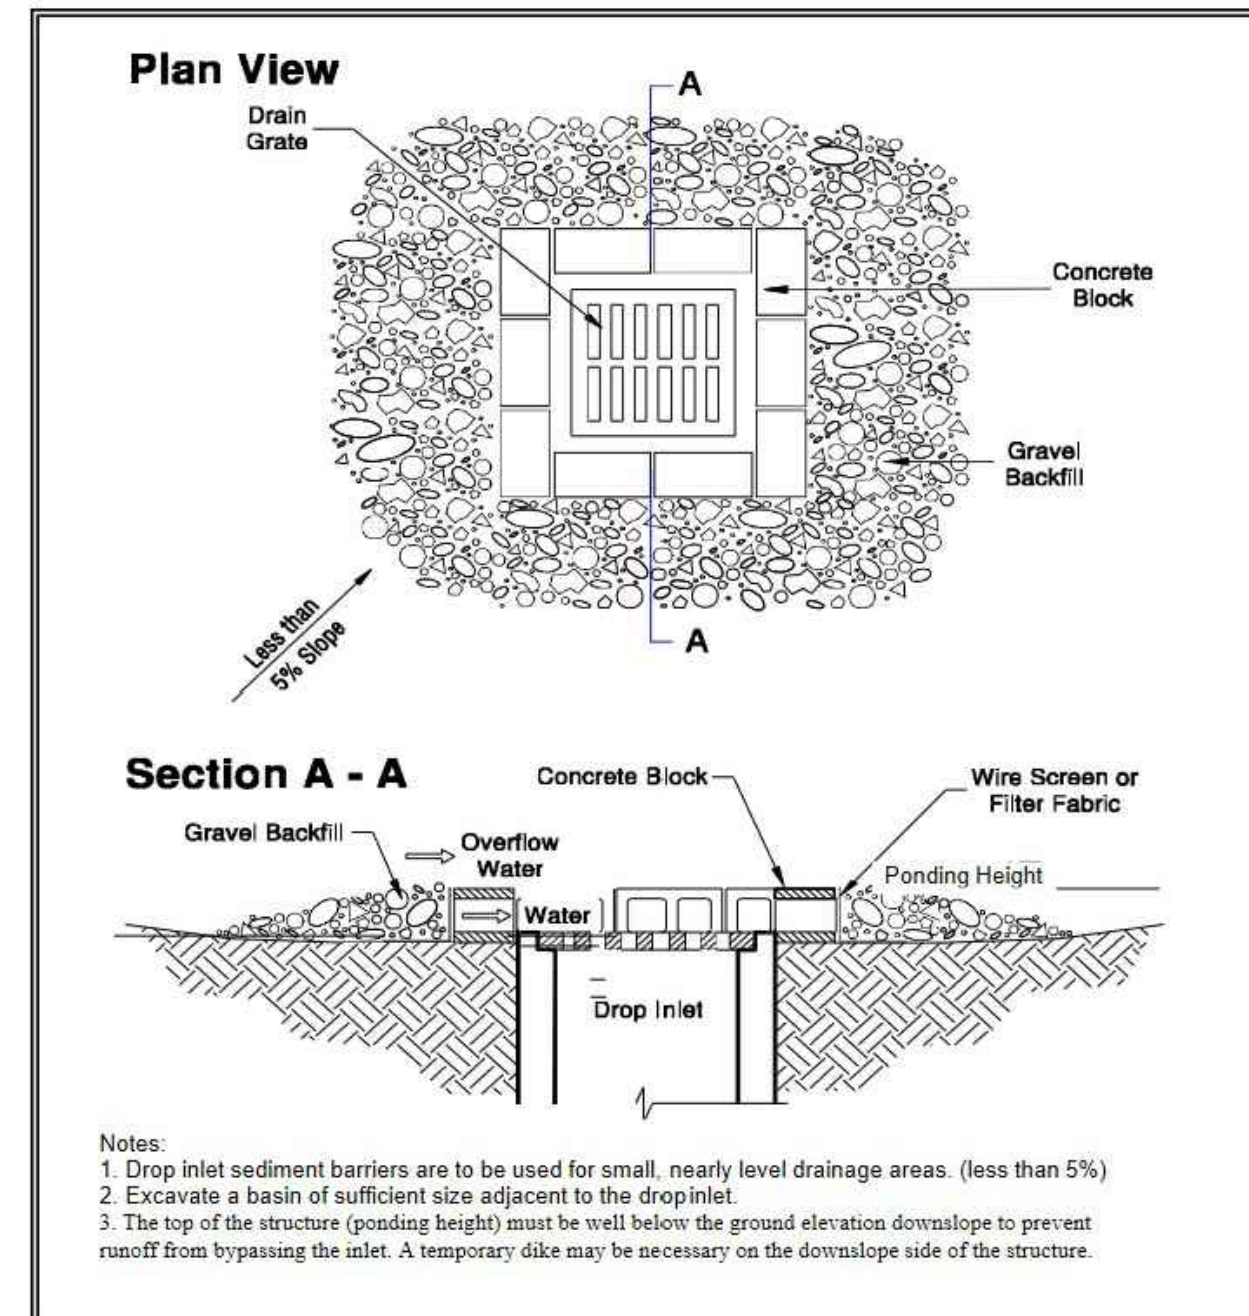 Plan View
A
Drain
Grate
Concrete
Block
Gravel
Backfill
Less than
5% Slope
A
Section A - A
Concrete Block
Wire Screen or
Filter Fabric
Gravel Backfill
Overflow
Water
Ponding Height
Water
Drop Inlet
Notes:
1. Drop inlet sediment barriers are to be used for small, nearly level drainage areas. (less than 5%)
2. Excavate a basin of sufficient size adjacent to the dropinlet.
3. The top of the structure (ponding height) must be well below the ground elevation downslope to prevent
runoff from bypassing the inlet. A temporary dike may be necessary on the downslope side of the structure.